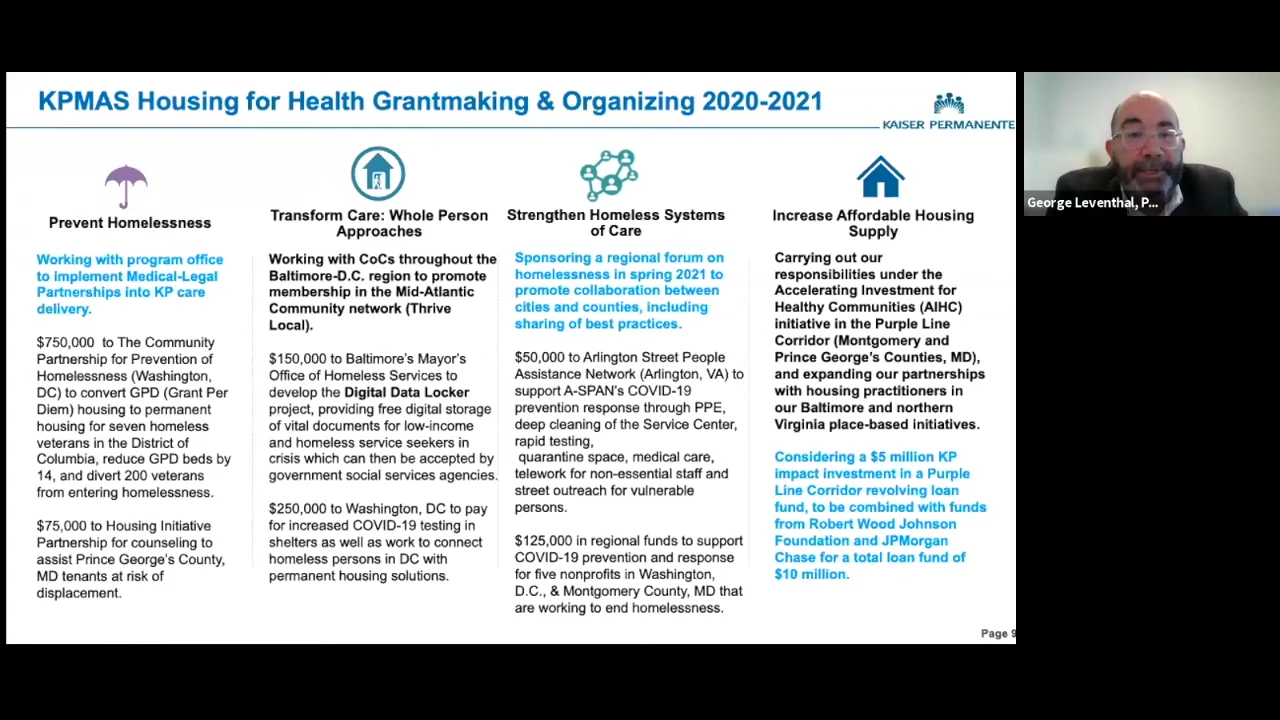 KPMAS Housing for Health Grantmaking & Organizing 2020-2021
KAISER PERMANENTE
Prevent Homelessness
Working with program office
to implement Medical-Legal
Partnerships into KP care
delivery.
$750,000 to The Community
Partnership for Prevention of
Homelessness (Washington,
DC) to convert GPD (Grant Per
Diem) housing to permanent
housing for seven homeless
veterans in the District of
Columbia, reduce GPD beds by
14, and divert 200 veterans
from entering homelessness.
$75,000 to Housing Initiative
Partnership for counseling to
assist Prince George's County,
MD tenants at risk of
displacement.
Transform Care: Whole Person
Approaches
Working with CoCs throughout the
Baltimore-D.C. region to promote
membership in the Mid-Atlantic
Community network (Thrive
Local).
$150,000 to Baltimore's Mayor's
Office of Homeless Services to
develop the Digital Data Locker
project, providing free digital storage
of vital documents for low-income
and homeless service seekers in
crisis which can then be accepted by
government social services agencies.
$250,000 to Washington, DC to pay
for increased COVID-19 testing in
shelters as well as work to connect
homeless persons in DC with
permanent housing solutions.
Strengthen Homeless Systems
of Care
Sponsoring a regional forum on
homelessness in spring 2021 to
promote collaboration between
cities and counties, including
sharing of best practices.
$50,000 to Arlington Street People
Assistance Network (Arlington, VA) to
support A-SPAN's COVID-19
prevention response through PPE,
deep cleaning of the Service Center,
rapid testing,
quarantine space, medical care,
telework for non-essential staff and
street outreach for vulnerable
persons.
$125,000 in regional funds to support
COVID-19 prevention and response
for five nonprofits in Washington,
D.C., & Montgomery County, MD that
are working to end homelessness.
Increase Affordable Housing
Supply
Carrying out our
responsibilities under the
Accelerating Investment for
Healthy Communities (AIHC)
initiative in the Purple Line
Corridor (Montgomery and
Prince George's Counties, MD),
and expanding our partnerships
with housing practitioners in
our Baltimore and northern
Virginia place-based initiatives.
Considering a $5 million KP
impact investment in a Purple
Line Corridor revolving loan
fund, to be combined with funds
from Robert Wood Johnson
Foundation and JPMorgan
Chase for a total loan fund of
$10 million.
Page 9
George Leventhal, P...